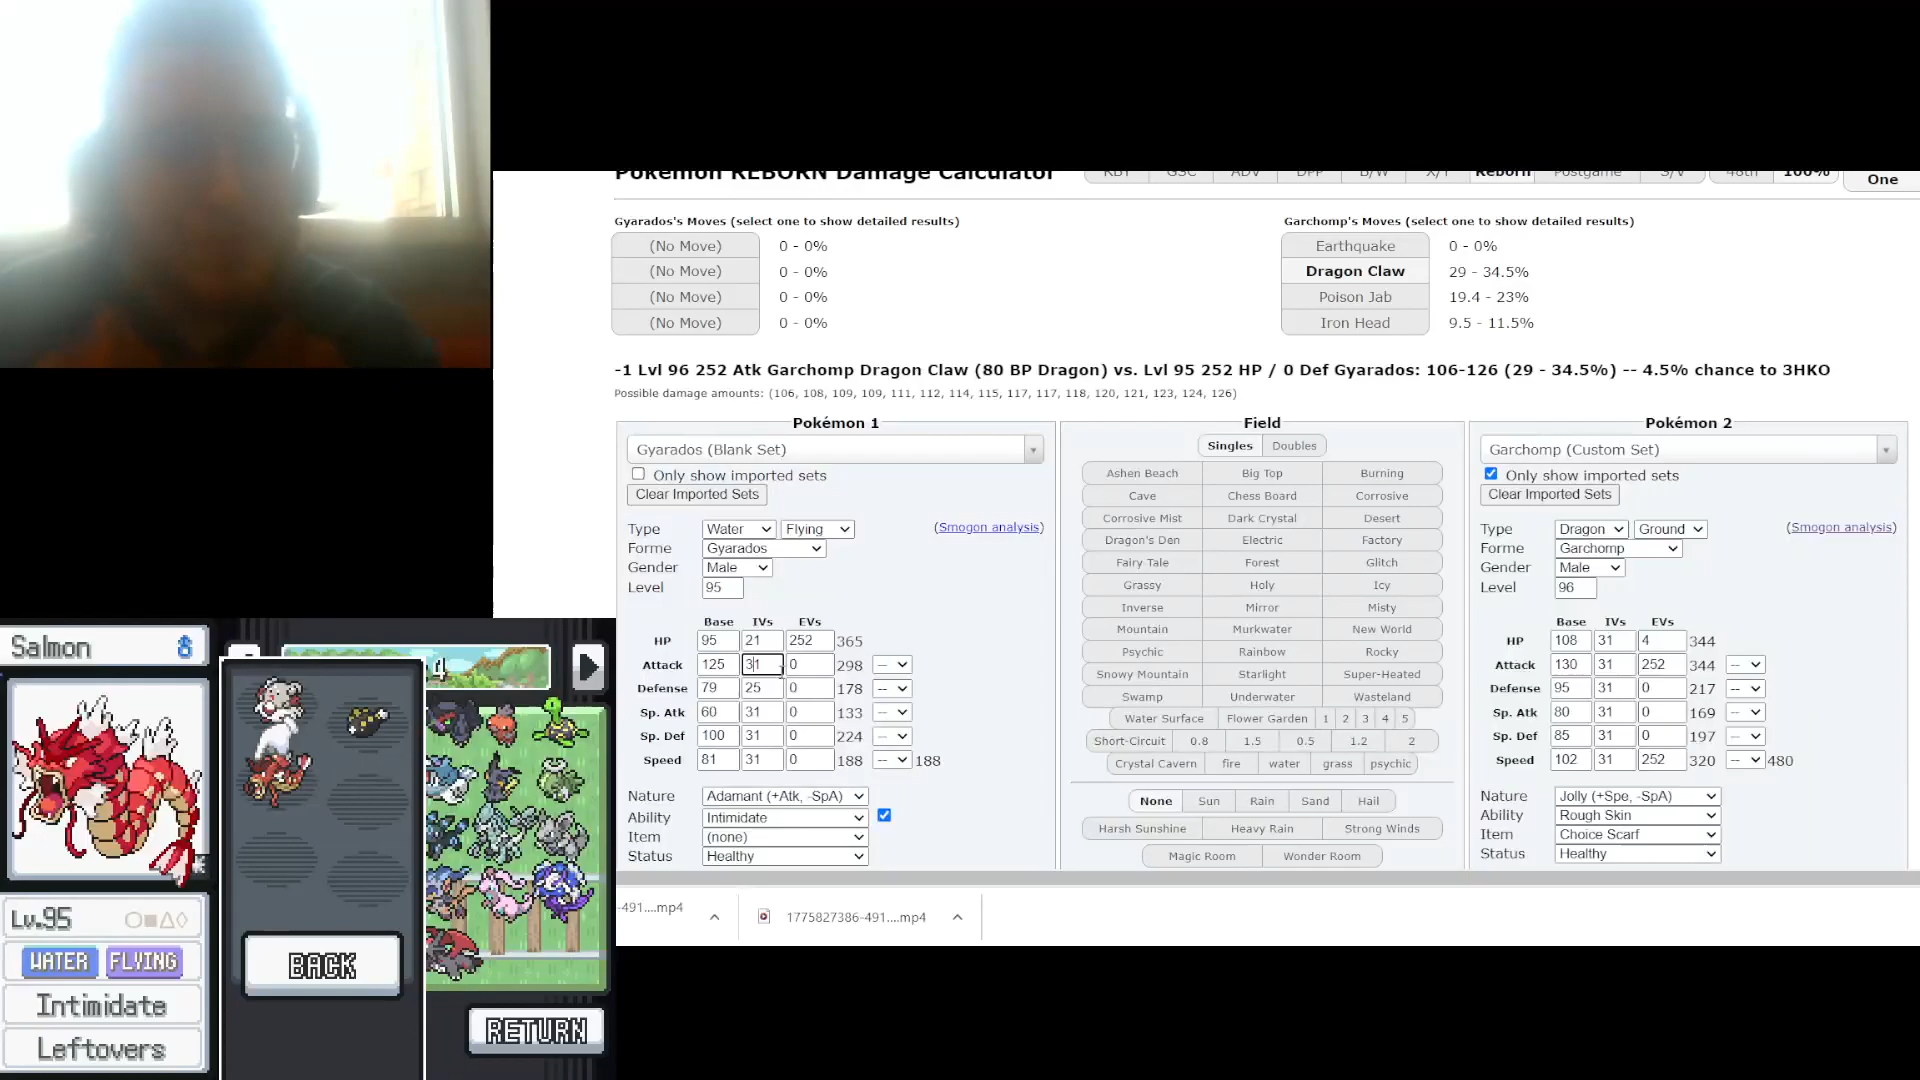 Pokémon REBORN Damage Calculator
RBY GSC ADV DPP B/W X/Y Reborn Postgame S/V 48th 100% One
Gyarados's Moves (select one to show detailed results)
(No Move) 0 - 0%
(No Move) 0 - 0%
(No Move) 0 - 0%
(No Move) 0 - 0%
Garchomp's Moves (select one to show detailed results)
Earthquake 0 - 0%
Dragon Claw 29 - 34.5%
Poison Jab 19.4 - 23%
Iron Head 9.5 - 11.5%
-1 Lvl 96 252 Atk Garchomp Dragon Claw (80 BP Dragon) vs. Lvl 95 252 HP / 0 Def Gyarados: 106-126 (29 - 34.5%) -- 4.5% chance to 3HKO
Possible damage amounts: (106, 108, 109, 109, 111, 112, 114, 115, 117, 117, 118, 120, 121, 123, 124, 126)
Pokémon 1
Gyarados (Blank Set)
Only show imported sets
Clear Imported Sets
Type Water Flying (Smogon analysis)
Forme Gyarados
Gender Male
Level 95
Base IVs EVs
HP 95 21 252 365
Attack 125 31 0 298 --
Defense 79 25 0 178 --
Sp. Atk 60 31 0 133 --
Sp. Def 100 31 0 224 --
Speed 81 31 0 188 -- 188
Nature Adamant (+Atk, -SpA)
Ability Intimidate
Item (none)
Status Healthy
Field
Singles Doubles
Ashen Beach Big Top Burning
Cave Chess Board Corrosive
Corrosive Mist Dark Crystal Desert
Dragon's Den Electric Factory
Fairy Tale Forest Glitch
Grassy Holy Icy
Inverse Mirror Misty
Mountain Murkwater New World
Psychic Rainbow Rocky
Snowy Mountain Starlight Super-Heated
Swamp Underwater Wasteland
Water Surface Flower Garden 1 2 3 4 5
Short-Circuit 0.8 1.5 0.5 1.2 2
Crystal Cavern fire water grass psychic
None Sun Rain Sand Hail
Harsh Sunshine Heavy Rain Strong Winds
Magic Room Wonder Room
Pokémon 2
Garchomp (Custom Set)
Only show imported sets
Clear Imported Sets
Type Dragon Ground (Smogon analysis)
Forme Garchomp
Gender Male
Level 96
Base IVs EVs
HP 108 31 4 344
Attack 130 31 252 344 --
Defense 95 31 0 217 --
Sp. Atk 80 31 0 169 --
Sp. Def 85 31 0 197 --
Speed 102 31 252 320 -- 480
Nature Jolly (+Spe, -SpA)
Ability Rough Skin
Item Choice Scarf
Status Healthy
-491....mp4
1775827386-491....mp4
Salmon
Lv.95
WATER FLYING
Intimidate
Leftovers
4
BACK
RETURN